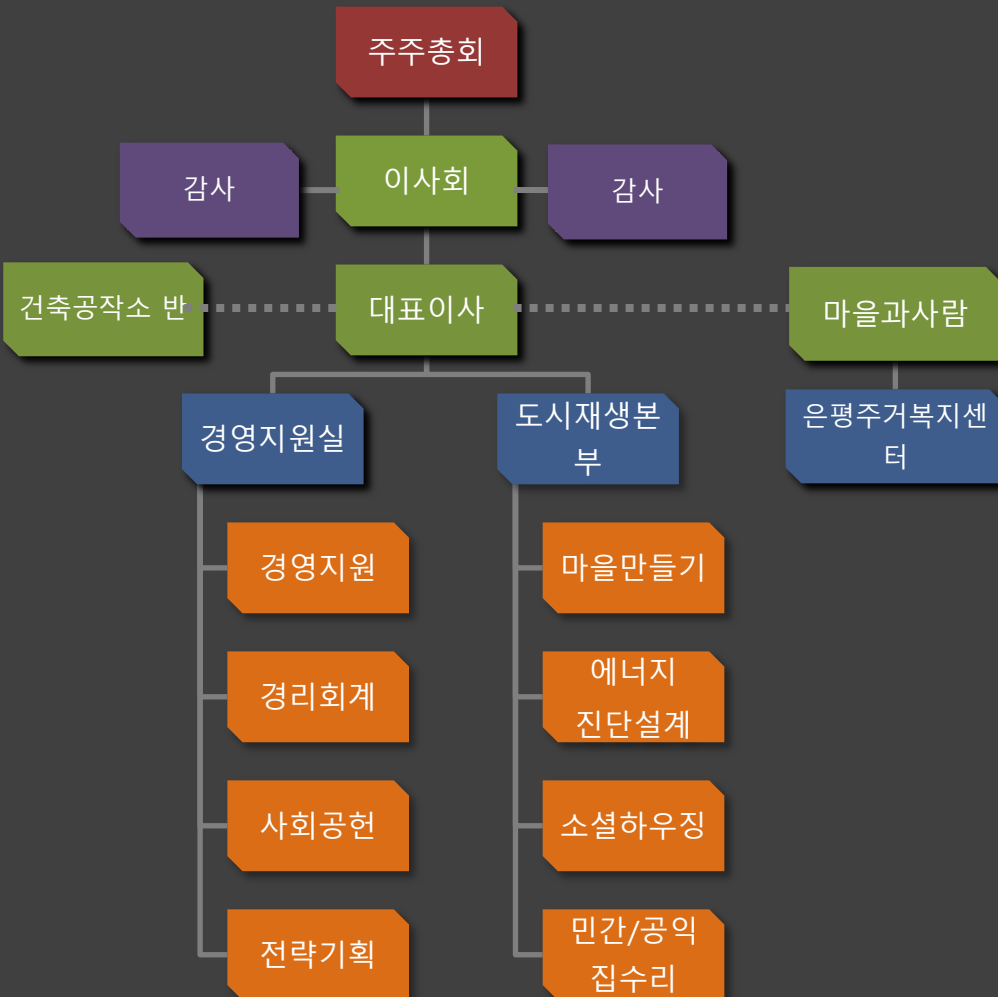 주주총회
감사
이사회
감사
건축공작소 반
대표이사
마을과사람
경영지원실
도시재생본
부
은평주거복지센
터
경영지원
마을만들기
경리회계
에너지
진단설계
사회공헌
소셜하우징
전략기획
민간/공익
집수리